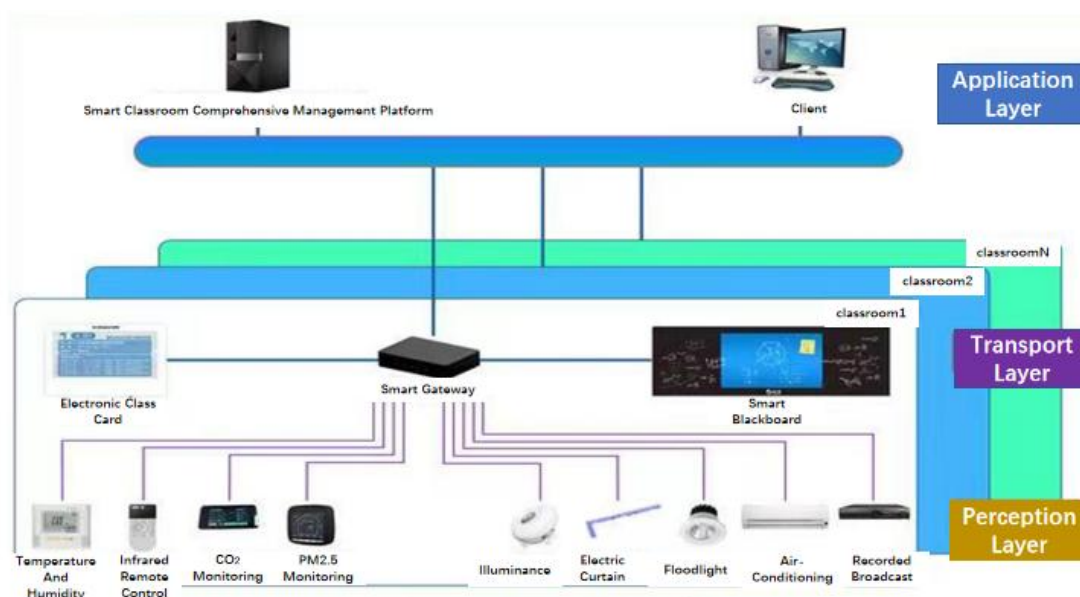 Smart Classroom Comprehensive Management Platform
Client
Application
Layer
classroomN
classroom2
classroom1
Transport
Layer
Electronic Class
Card
Smart Gateway
Smart
Blackboard
Perception
Layer
Temperature
And
Humidity
Infrared
Remote
Control
CO₂
Monitoring
PM2.5
Monitoring
Illuminance
Electric
Curtain
Floodlight
Air-
Conditioning
Recorded
Broadcast